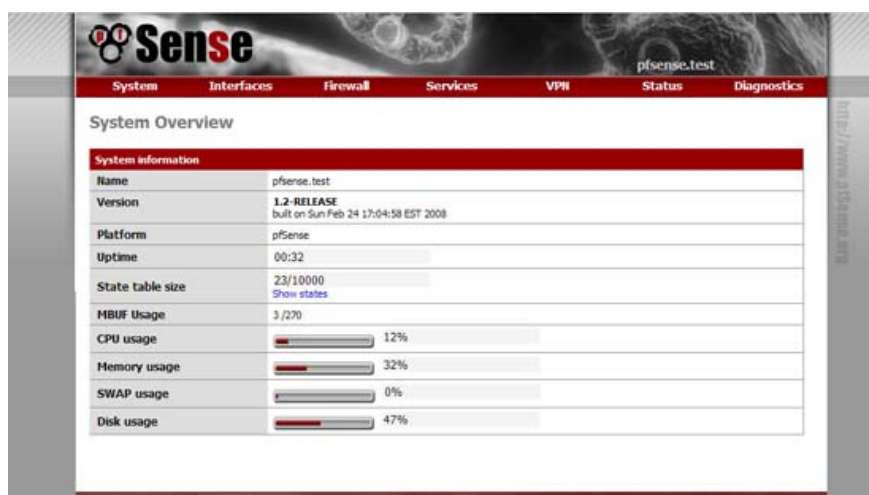 pf Sense
pfsense.test
System Interfaces Firewall Services VPN Status Diagnostics
System Overview
System information
Name pfsense.test
Version 1.2-RELEASE
built on Sun Feb 24 17:04:58 EST 2008
Platform pfSense
Uptime 00:32
State table size 23/10000
Show states
MBUF Usage 3 /270
CPU usage 12%
Memory usage 32%
SWAP usage 0%
Disk usage 47%
http://www.pfSense.org